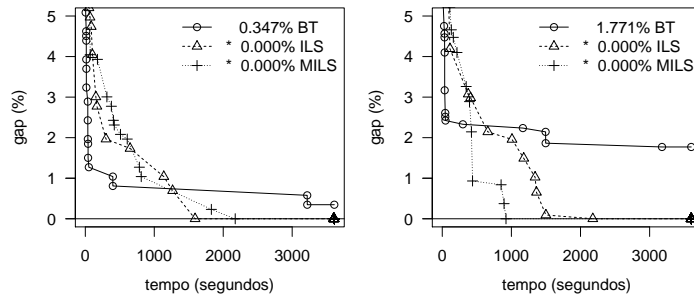 0.347% BT
* 0.000% ILS
* 0.000% MILS
gap (%)
5
4
3
2
1
0
0 1000 2000 3000
tempo (segundos)
1.771% BT
* 0.000% ILS
* 0.000% MILS
gap (%)
5
4
3
2
1
0
0 1000 2000 3000
tempo (segundos)